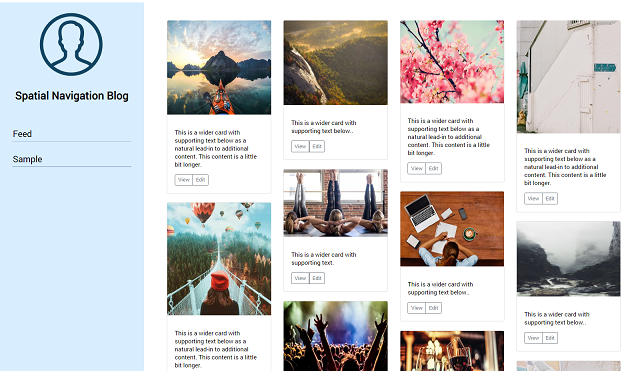 Spatial Navigation Blog
Feed
Sample
This is a wider card with
supporting text below as a
natural lead-in to additional
content. This content is a little
bit longer.
View Edit
This is a wider card with
supporting text below as a
natural lead-in to additional
content. This content is a little
bit longer.
This is a wider card with
supporting text below..
View Edit
This is a wider card with
supporting text.
View Edit
This is a wider card with
supporting text below as a
natural lead-in to additional
content. This content is a little
bit longer.
View Edit
This is a wider card with
supporting text below..
View Edit
This is a wider card with
supporting text below as a
natural lead-in to additional
content. This content is a little
bit longer.
View Edit
This is a wider card with
supporting text below..
View Edit